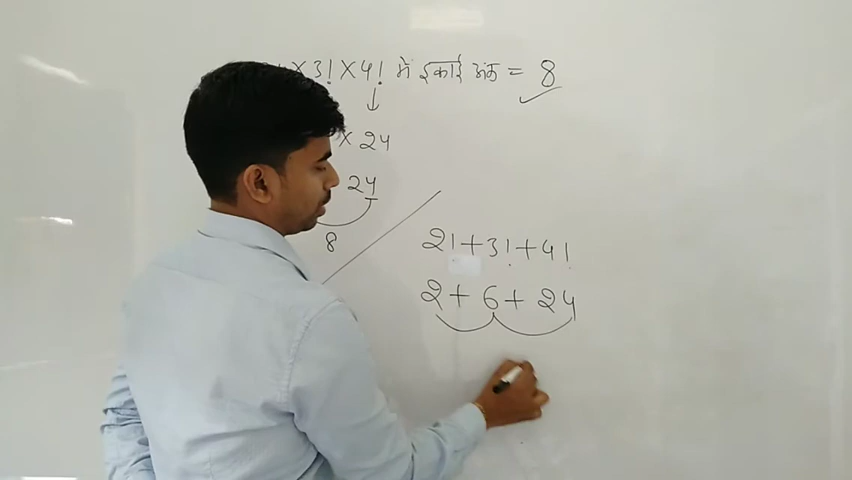 × 3! × 4! में इकाई अंक = 8
× 24
24
8
2! + 3! + 4!
2 + 6 + 24